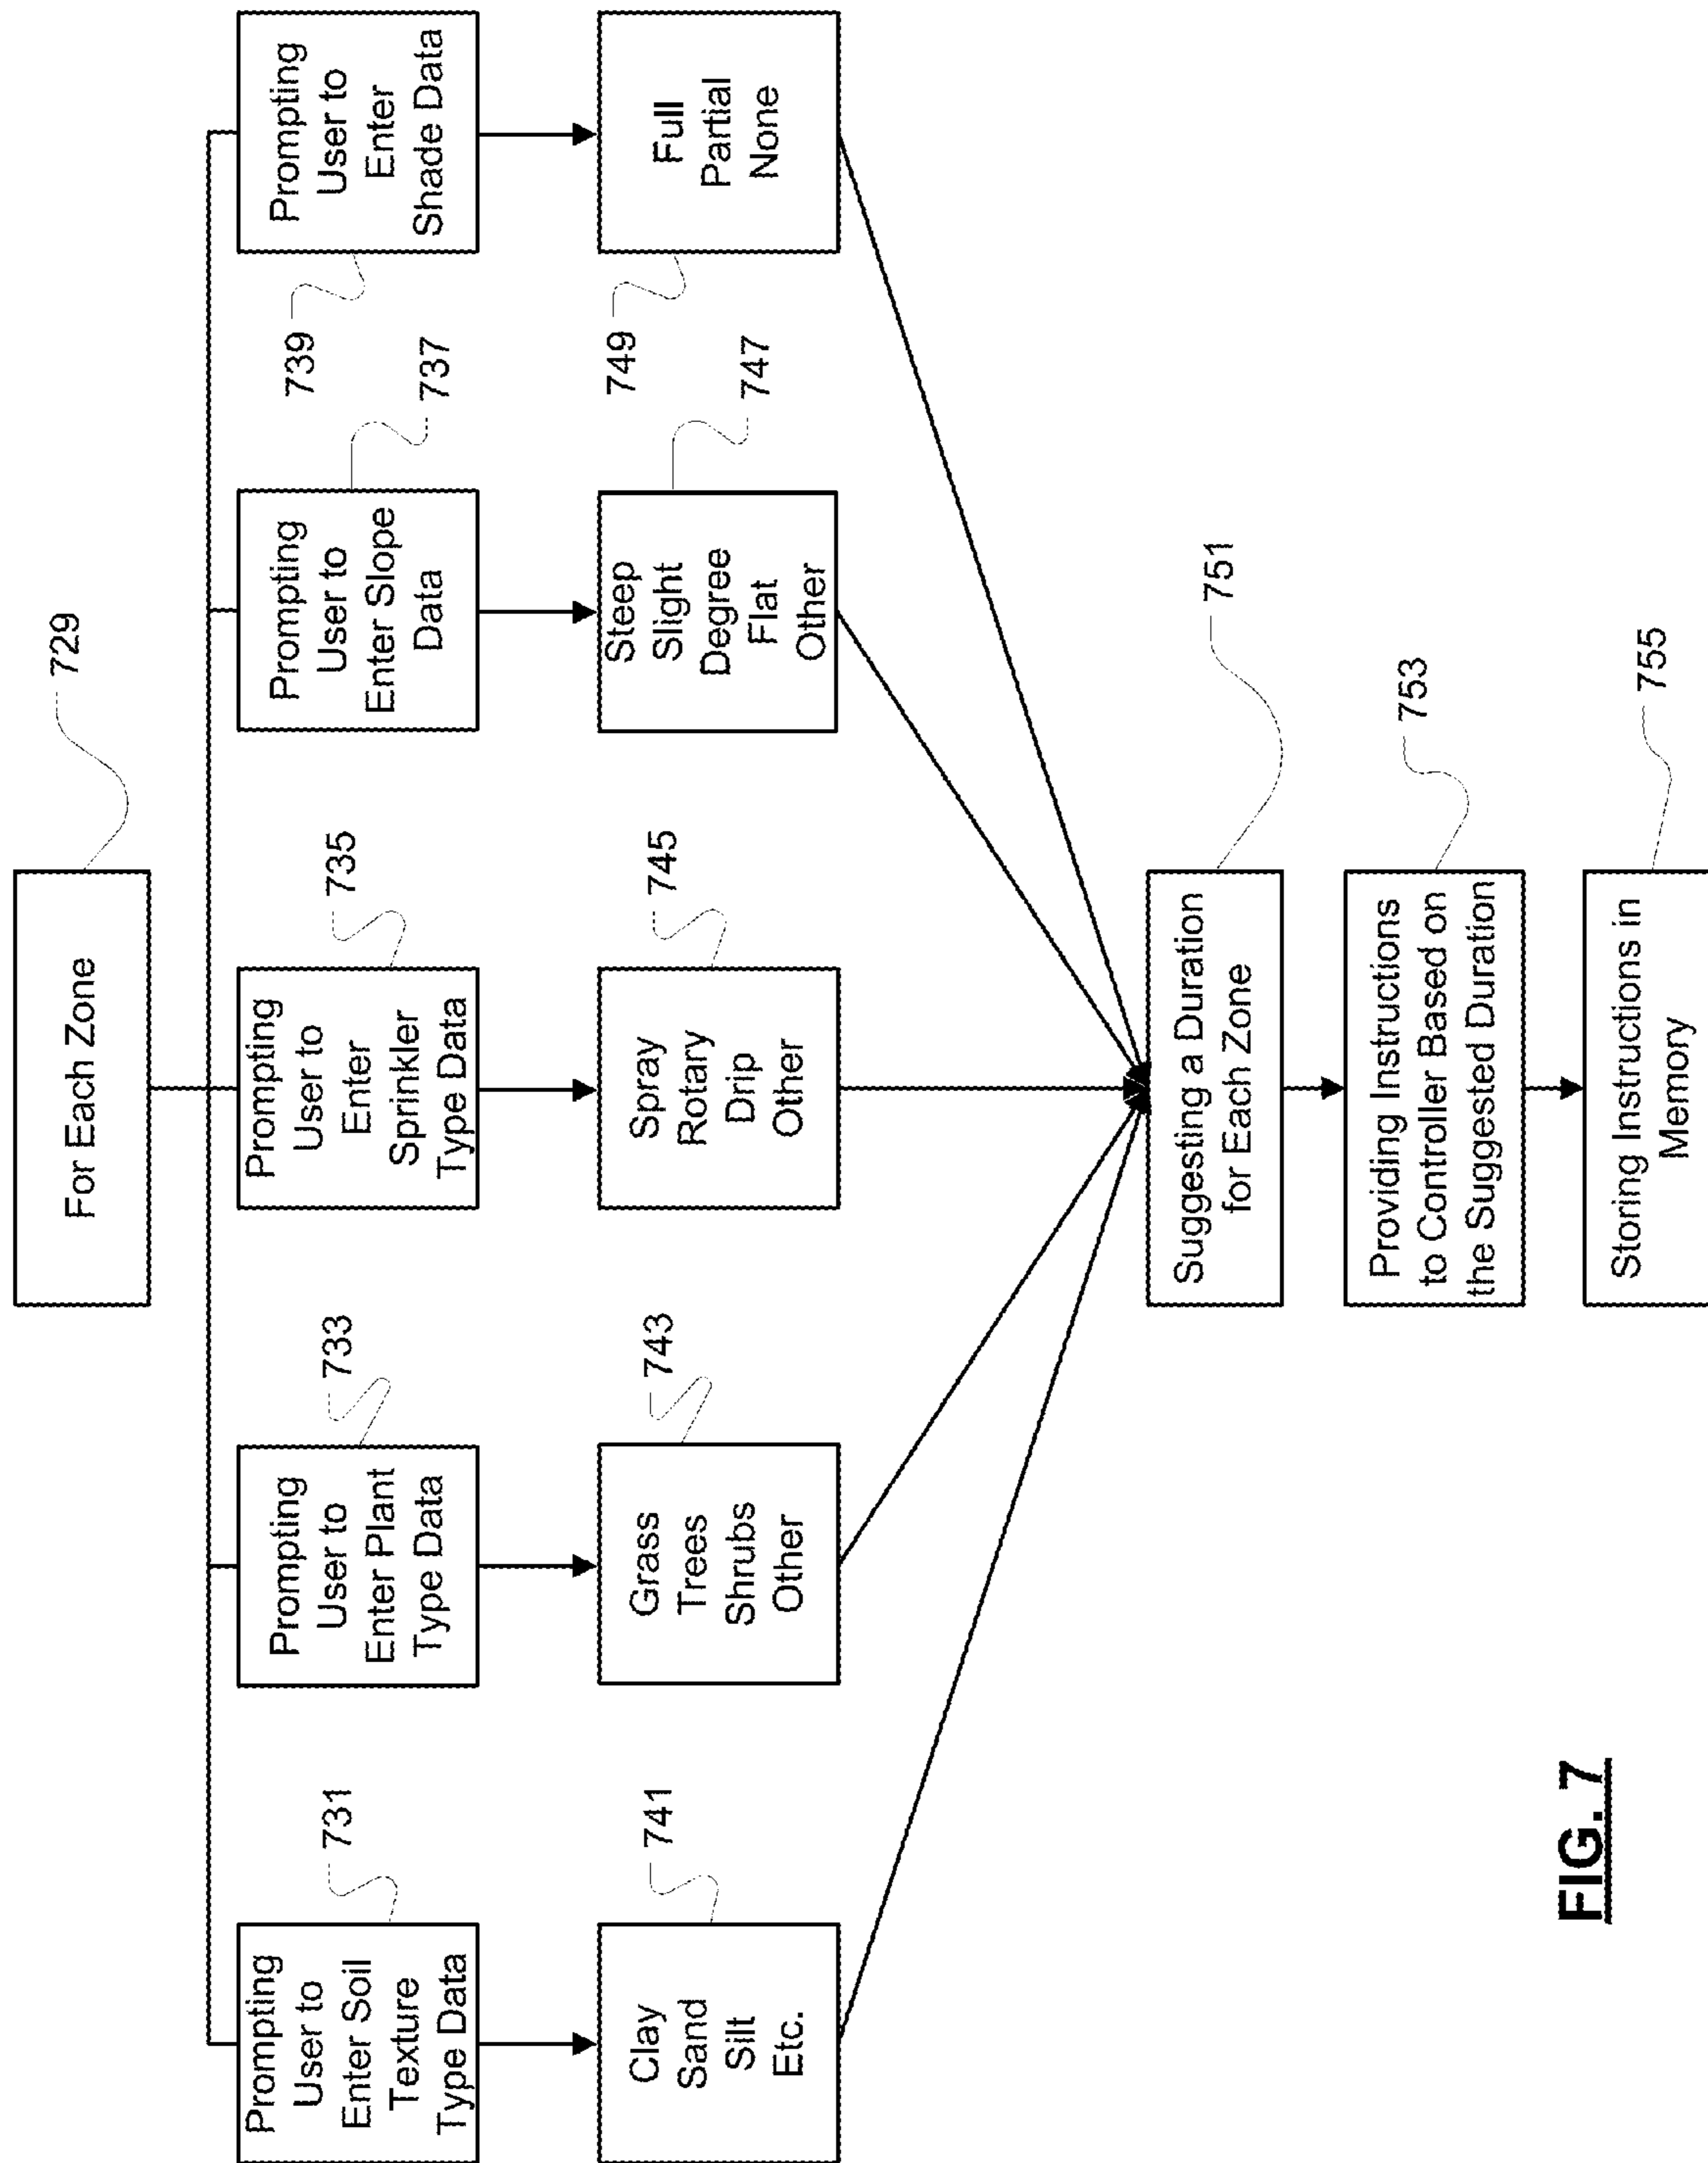 For Each Zone
729
Prompting
User to
Enter Soil
Texture
Type Data
731
Prompting
User to
Enter Plant
Type Data
733
Prompting
User to
Enter
Sprinkler
Type Data
735
Prompting
User to
Enter Slope
Data
737
Prompting
User to
Enter
Shade Data
739
Clay
Sand
Silt
Etc.
741
Grass
Trees
Shrubs
Other
743
Spray
Rotary
Drip
Other
745
Steep
Slight
Degree
Flat
Other
747
Full
Partial
None
749
Suggesting a Duration
for Each Zone
751
Providing Instructions
to Controller Based on
the Suggested Duration
753
Storing Instructions in
Memory
755
FIG. 7